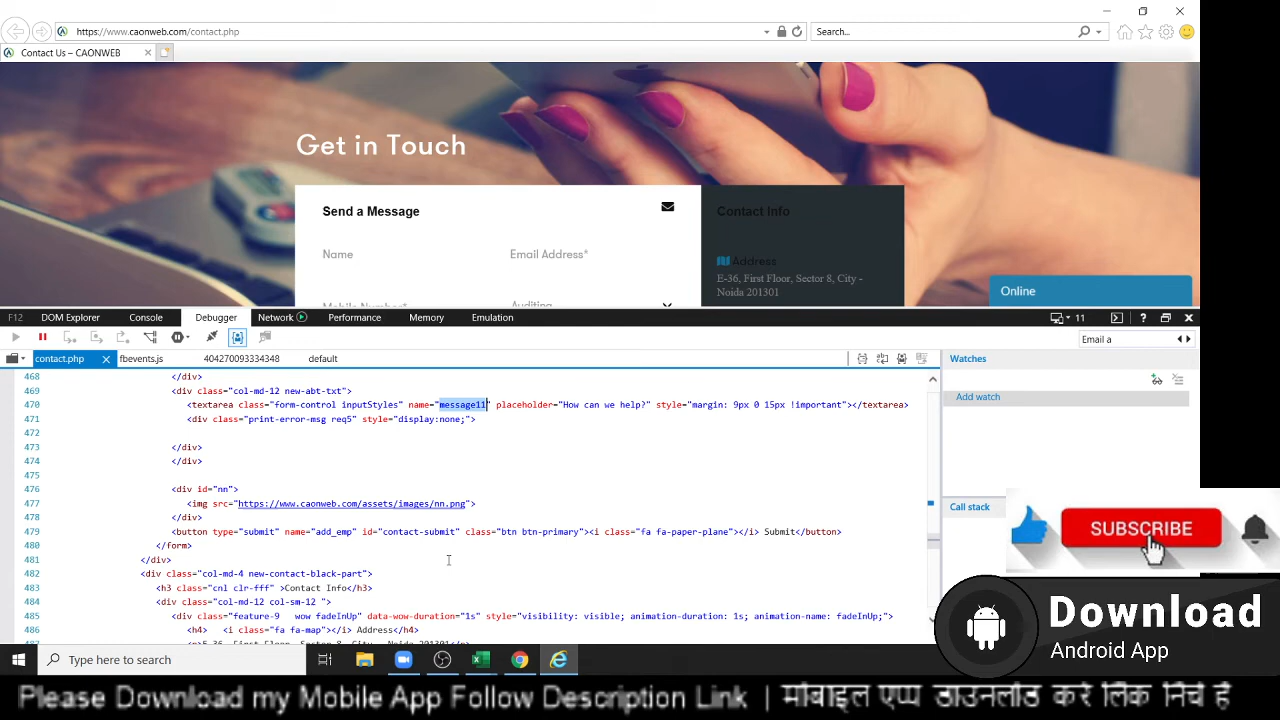 https://www.caonweb.com/contact.php
Search...
Contact Us – CAONWEB
Get in Touch
Send a Message
Contact Info
Name
Email Address*
Address
E-36, First Floor, Sector 8, City -
Noida 201301
Mobile Number*
Auditing
Online
F12 DOM Explorer Console Debugger Network Performance Memory Emulation 11
Email a
contact.php fbevents.js 404270093334348 default
Watches
Add watch
Call stack
468 </div>
469 <div class="col-md-12 new-abt-txt">
470 <textarea class="form-control inputStyles" name="message11" placeholder="How can we help?" style="margin: 9px 0 15px !important"></textarea>
471 <div class="print-error-msg req5" style="display:none;">
472
473 </div>
474 </div>
475
476 <div id="nn">
477 <img src="https://www.caonweb.com/assets/images/nn.png">
478 </div>
479 <button type="submit" name="add_emp" id="contact-submit" class="btn btn-primary"><i class="fa fa-paper-plane"></i> Submit</button>
480 </form>
481 </div>
482 <div class="col-md-4 new-contact-black-part">
483 <h3 class="cnl clr-fff" >Contact Info</h3>
484 <div class="col-md-12 col-sm-12 ">
485 <div class="feature-9 wow fadeInUp" data-wow-duration="1s" style="visibility: visible; animation-duration: 1s; animation-name: fadeInUp;">
486 <h4> <i class="fa fa-map"></i> Address</h4>
SUBSCRIBE
Download
Android App
Type here to search
Please Download my Mobile App Follow Description Link | मोबाइल एप्प डाउनलोड करे लिंक निचे है